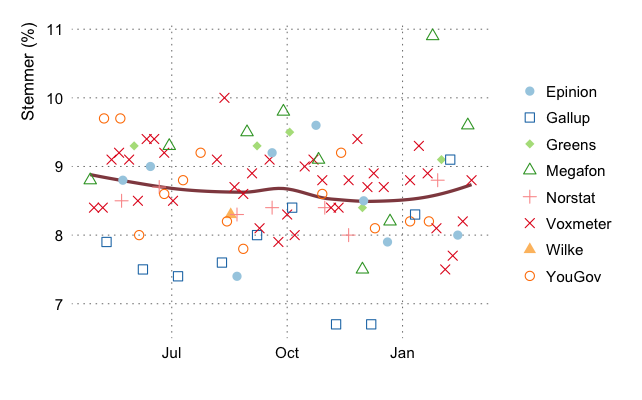 Stemmer (%)
11
10
9
8
7
Jul
Oct
Jan
Epinion
Gallup
Greens
Megafon
Norstat
Voxmeter
Wilke
YouGov